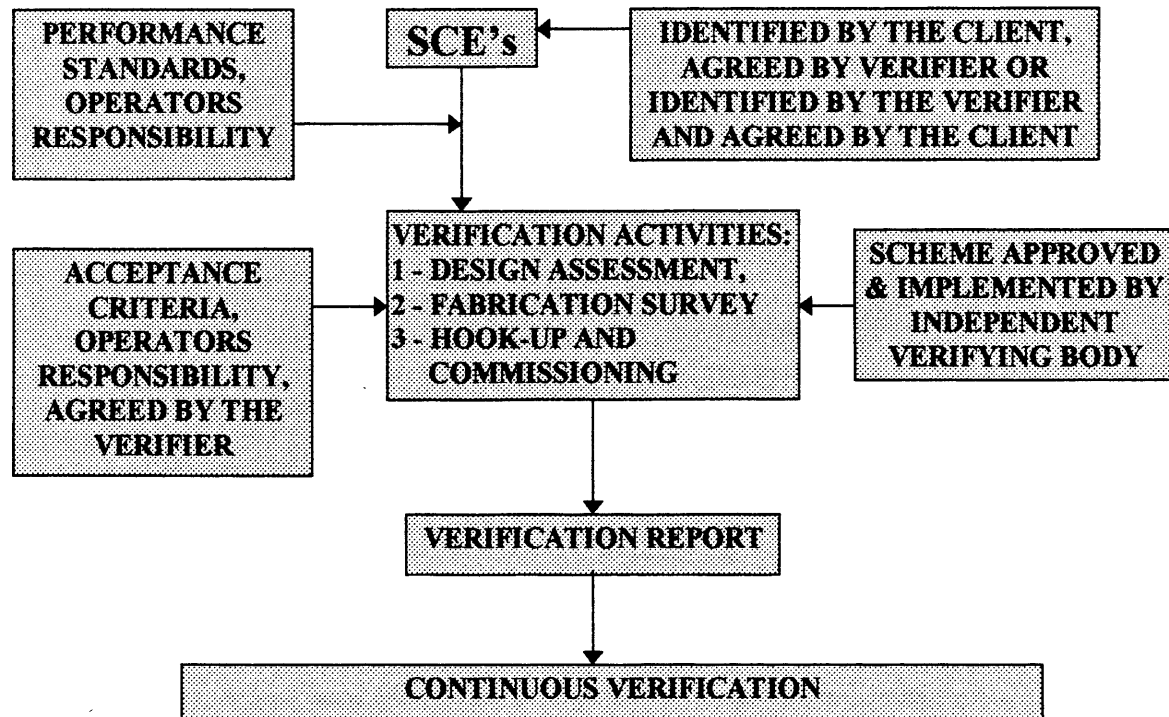 PERFORMANCE
STANDARDS,
OPERATORS
RESPONSIBILITY
SCE's
IDENTIFIED BY THE CLIENT,
AGREED BY VERIFIER OR
IDENTIFIED BY THE VERIFIER
AND AGREED BY THE CLIENT
ACCEPTANCE
CRITERIA,
OPERATORS
RESPONSIBILITY,
AGREED BY THE
VERIFIER
VERIFICATION ACTIVITIES:
1 - DESIGN ASSESSMENT,
2 - FABRICATION SURVEY
3 - HOOK-UP AND
COMMISSIONING
SCHEME APPROVED
& IMPLEMENTED BY
INDEPENDENT
VERIFYING BODY
VERIFICATION REPORT
CONTINUOUS VERIFICATION